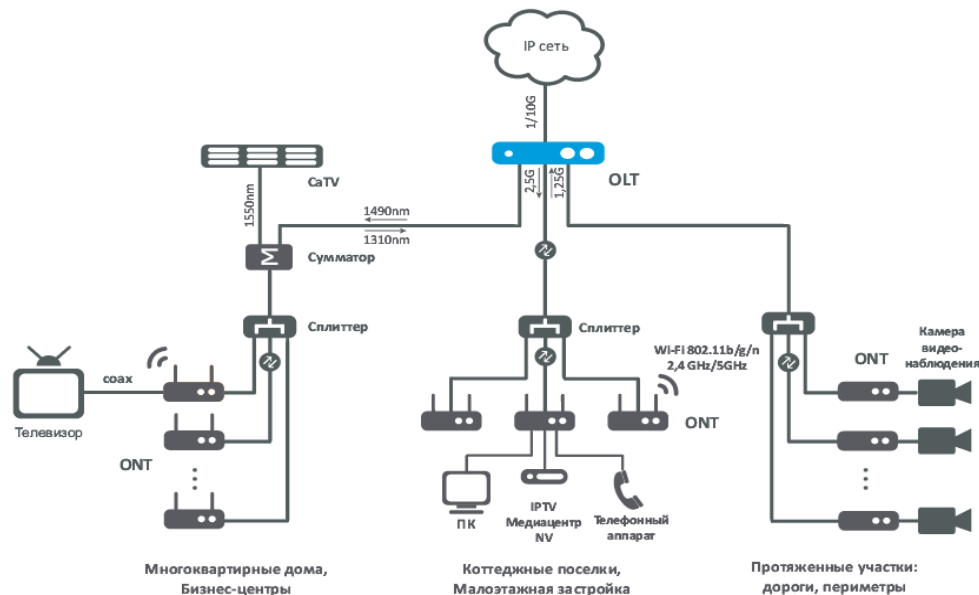 IP сеть
1/10G
CaTV
OLT
2,5G
1,25G
1550nm
1490nm
1310nm
M
Сумматор
Сплиттер
Сплиттер
Wi-Fi 802.11b/g/n
2,4 GHz/5GHz
Камера
видео-
наблюдения
ONT
coax
Телевизор
ONT
ONT
ПК
IPTV
Медиацентр
NV
Телефонный
аппарат
Многоквартирные дома,
Бизнес-центры
Коттеджные поселки,
Малоэтажная застройка
Протяженные участки:
дороги, периметры